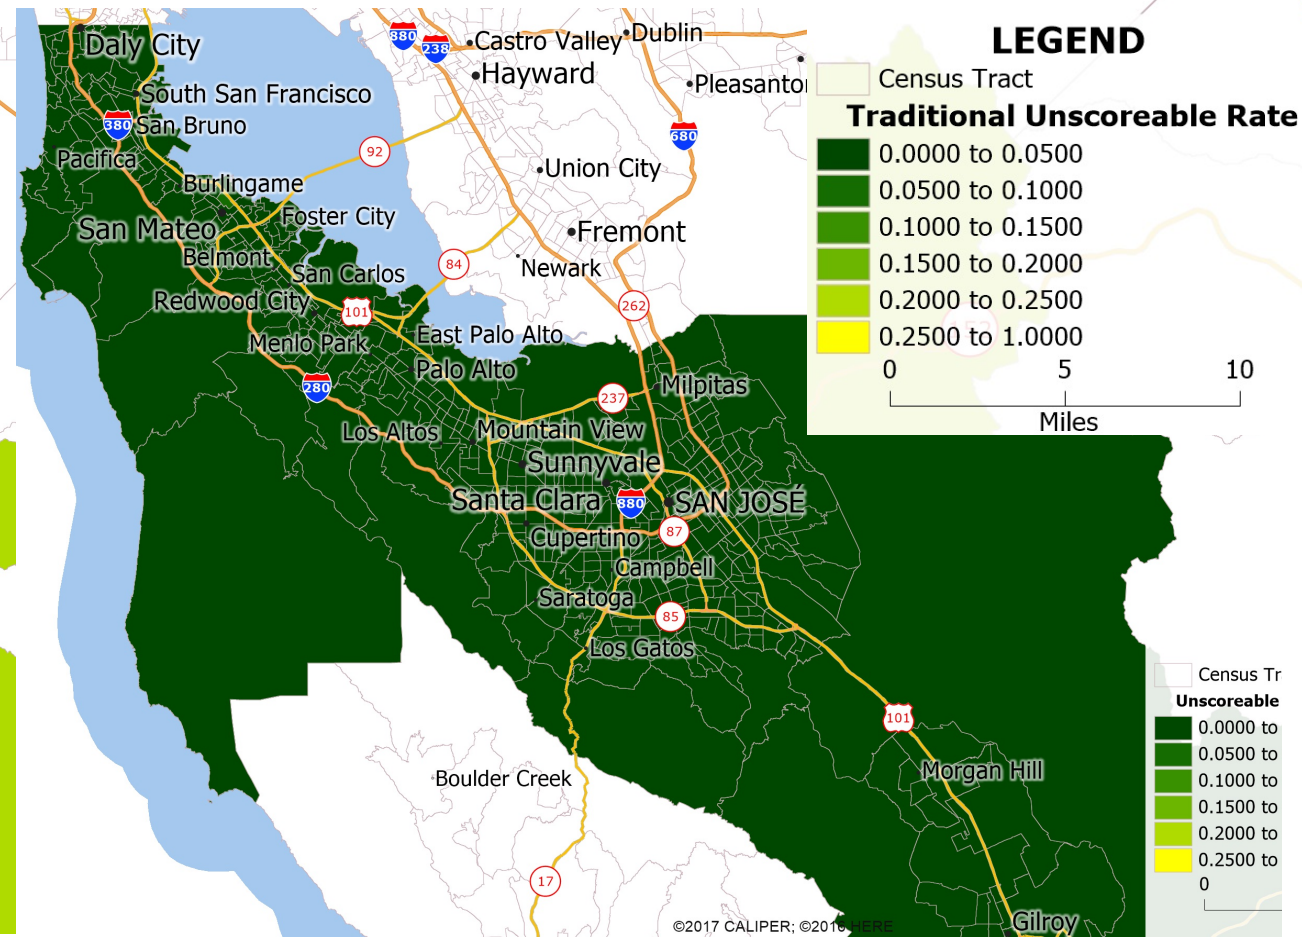 Daly City
South San Francisco
380
San Bruno
Pacifica
Burlingame
San Mateo
Foster City
Belmont
San Carlos
Redwood City
101
Menlo Park
East Palo Alto
Palo Alto
280
Los Altos
Mountain View
Sunnyvale
Santa Clara
880
SAN JOSÉ
87
Cupertino
Campbell
Saratoga
85
Los Gatos
880
238
Castro Valley
Dublin
Hayward
680
92
Union City
Fremont
84
Newark
262
237
Milpitas
101
Morgan Hill
Boulder Creek
17
Gilroy
©2017 CALIPER; ©2016 HERE
LEGEND
Census Tract
Traditional Unscoreable Rate
0.0000 to 0.0500
0.0500 to 0.1000
0.1000 to 0.1500
0.1500 to 0.2000
0.2000 to 0.2500
0.2500 to 1.0000
0 5 10
Miles
Unscoreable
0.0000 to
0.0500 to
0.1000 to
0.1500 to
0.2000 to
0.2500 to
0